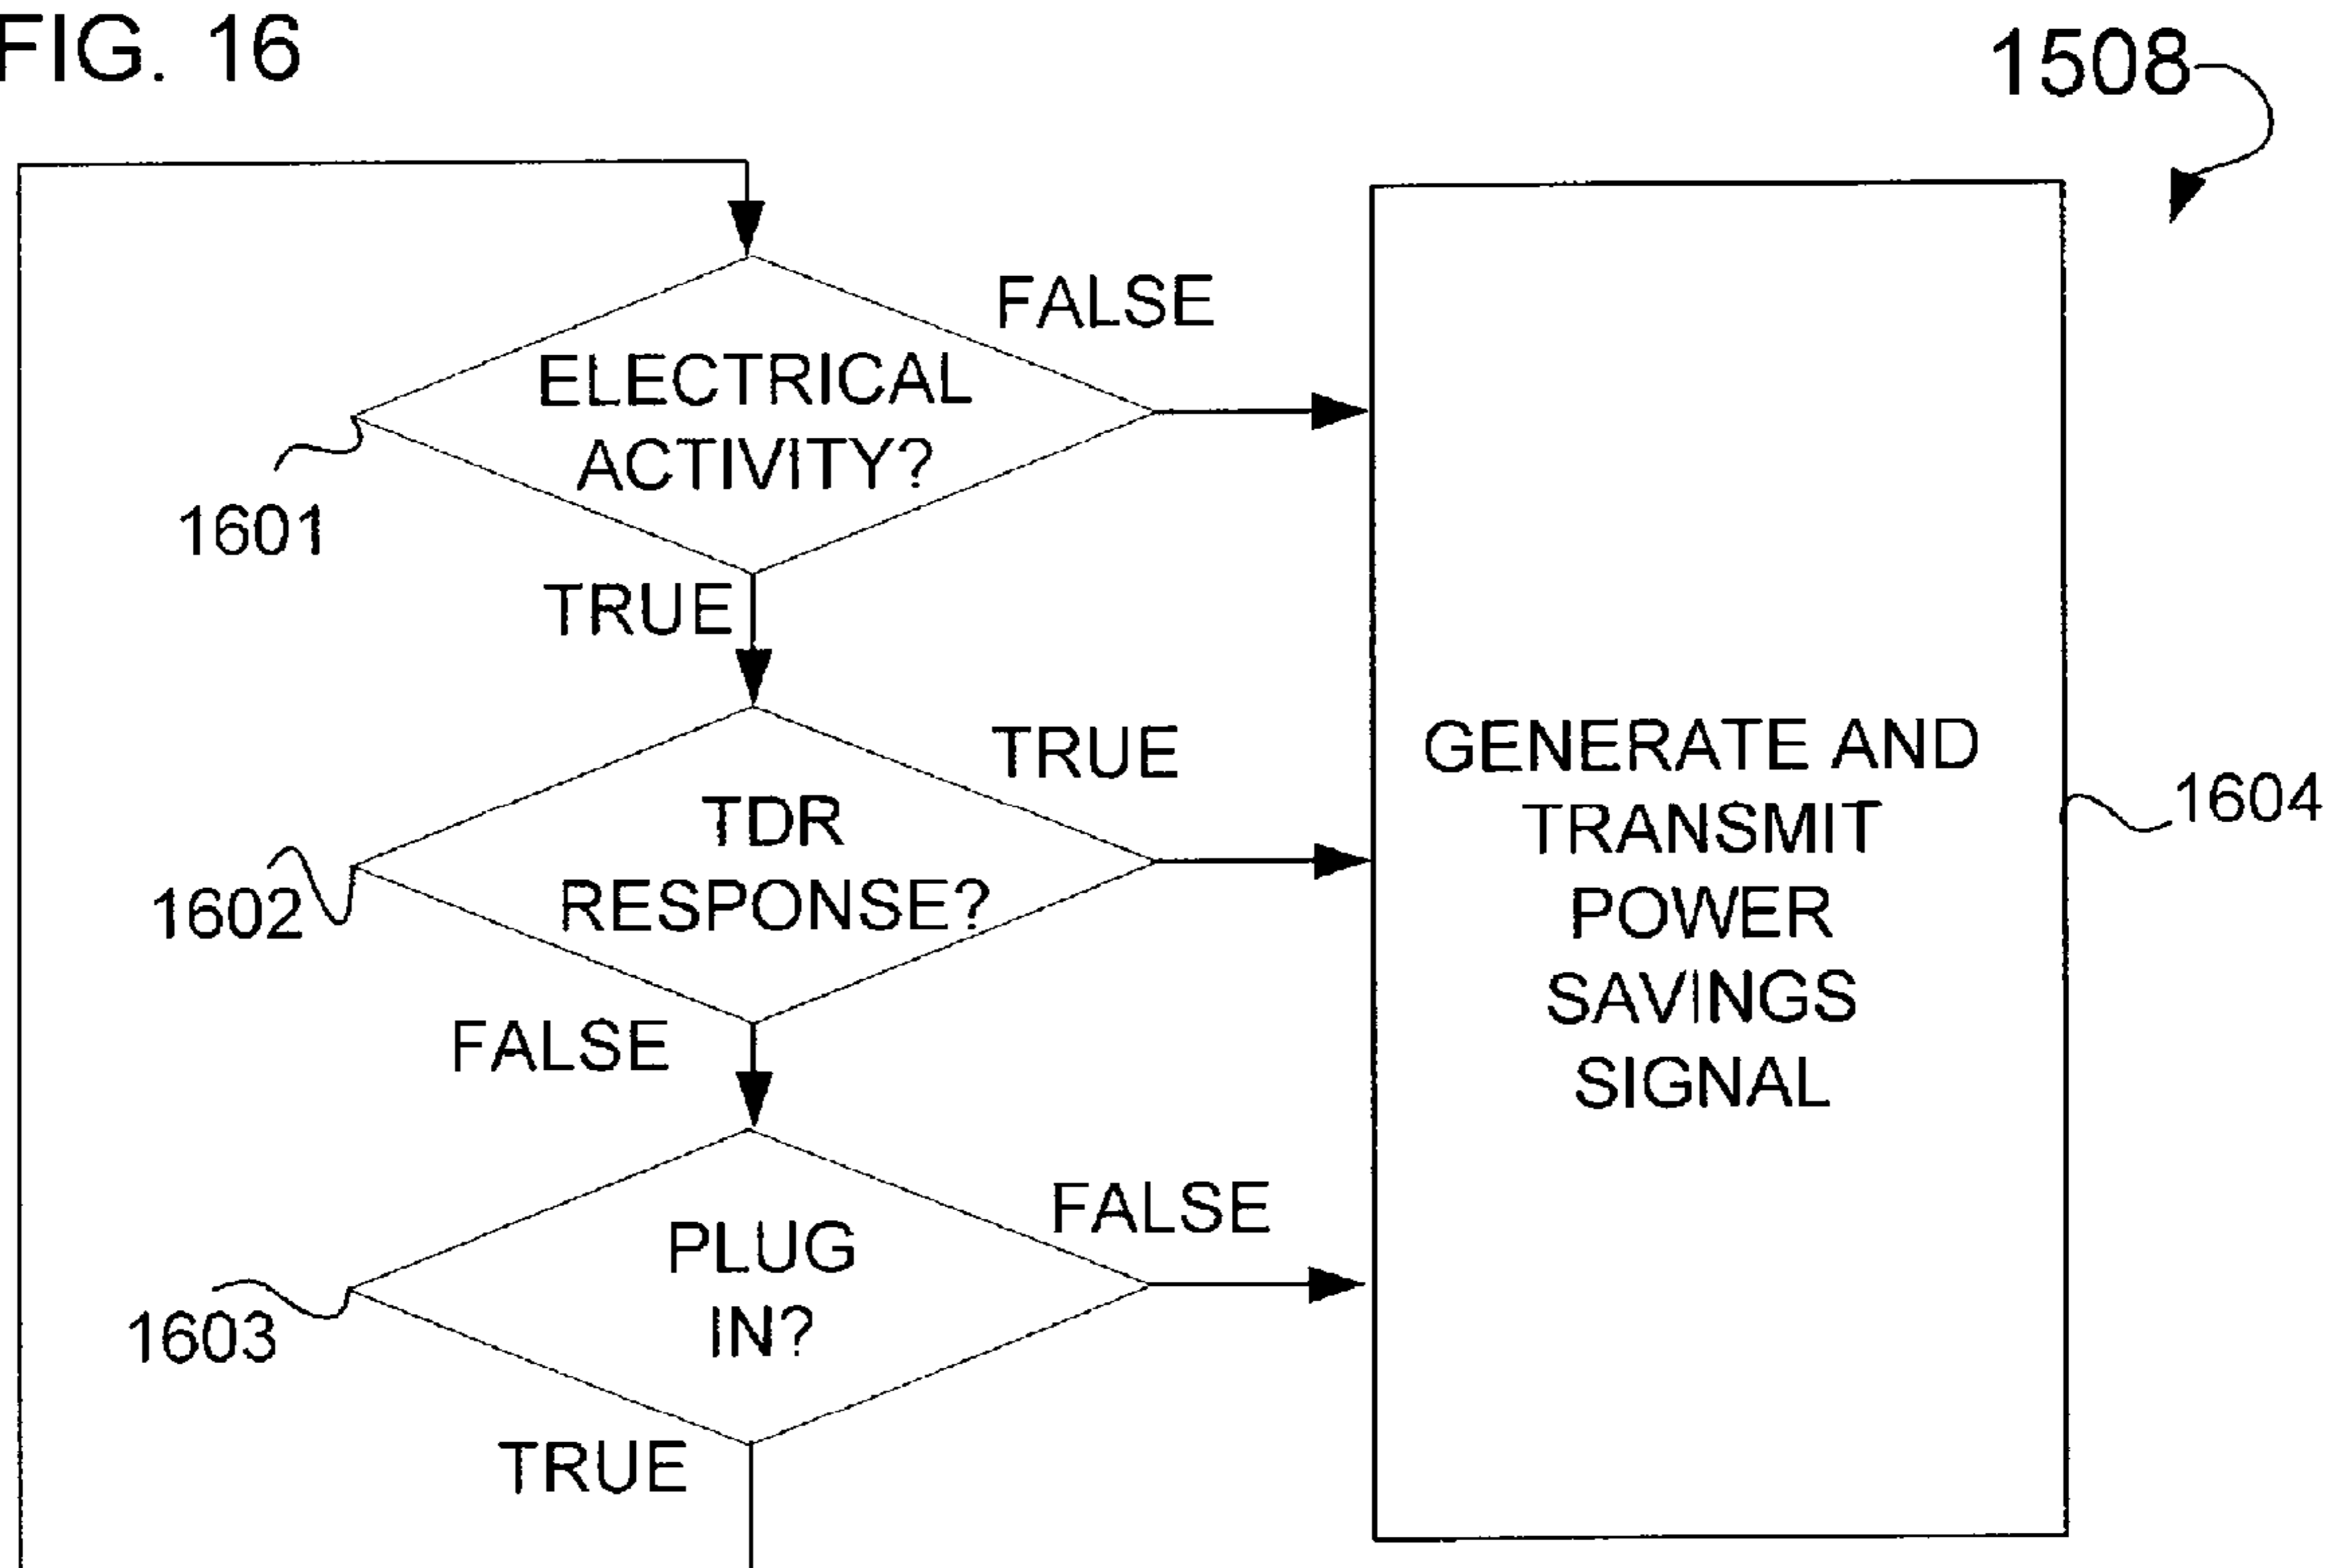 FIG. 16
1508
FALSE
ELECTRICAL
ACTIVITY?
1601
TRUE
TRUE
TDR
RESPONSE?
1602
FALSE
FALSE
PLUG
IN?
1603
TRUE
GENERATE AND
TRANSMIT
POWER
SAVINGS
SIGNAL
1604